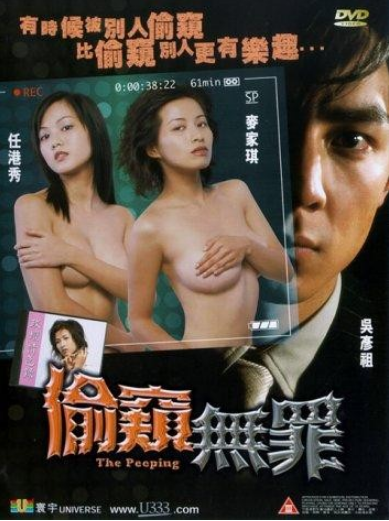 有時候被別人偷窺
比偷窺別人更有樂趣…
DVD
VIDEO
REC
0:00:38:22 61min
SP
任港秀
麥家琪
吳彥祖
偷窺無罪
The Peeping
寰宇 UNIVERSE
www.U333.com
III